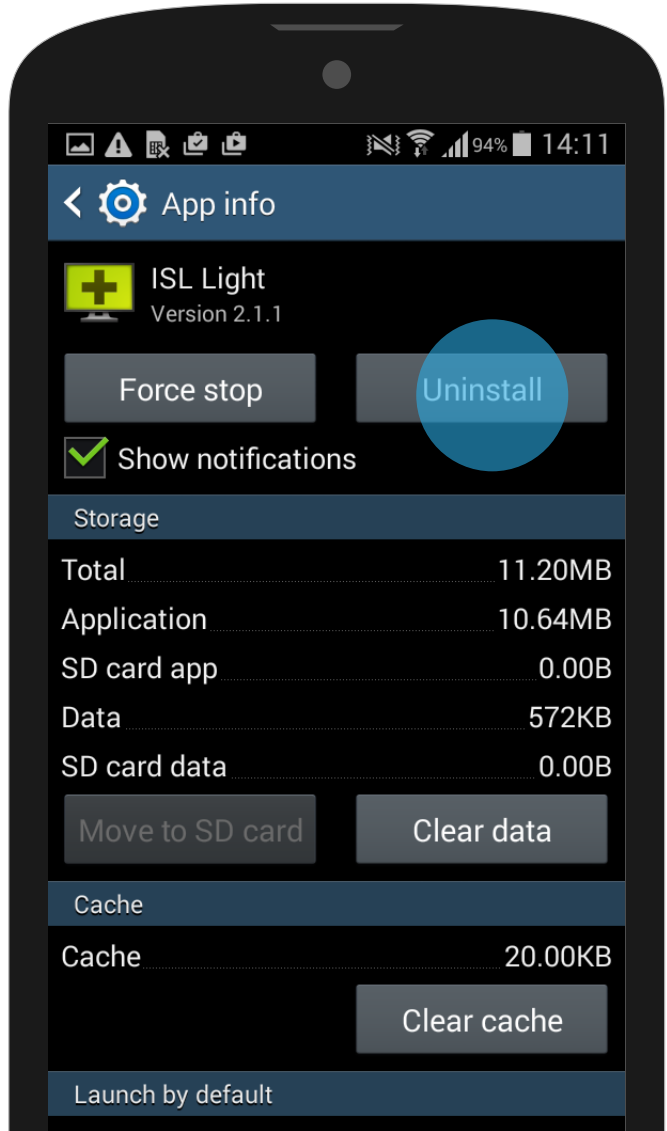 94% 14:11
App info
ISL Light
Version 2.1.1
Force stop Uninstall
Show notifications
Storage
Total 11.20MB
Application 10.64MB
SD card app 0.00B
Data 572KB
SD card data 0.00B
Move to SD card Clear data
Cache
Cache 20.00KB
Clear cache
Launch by default